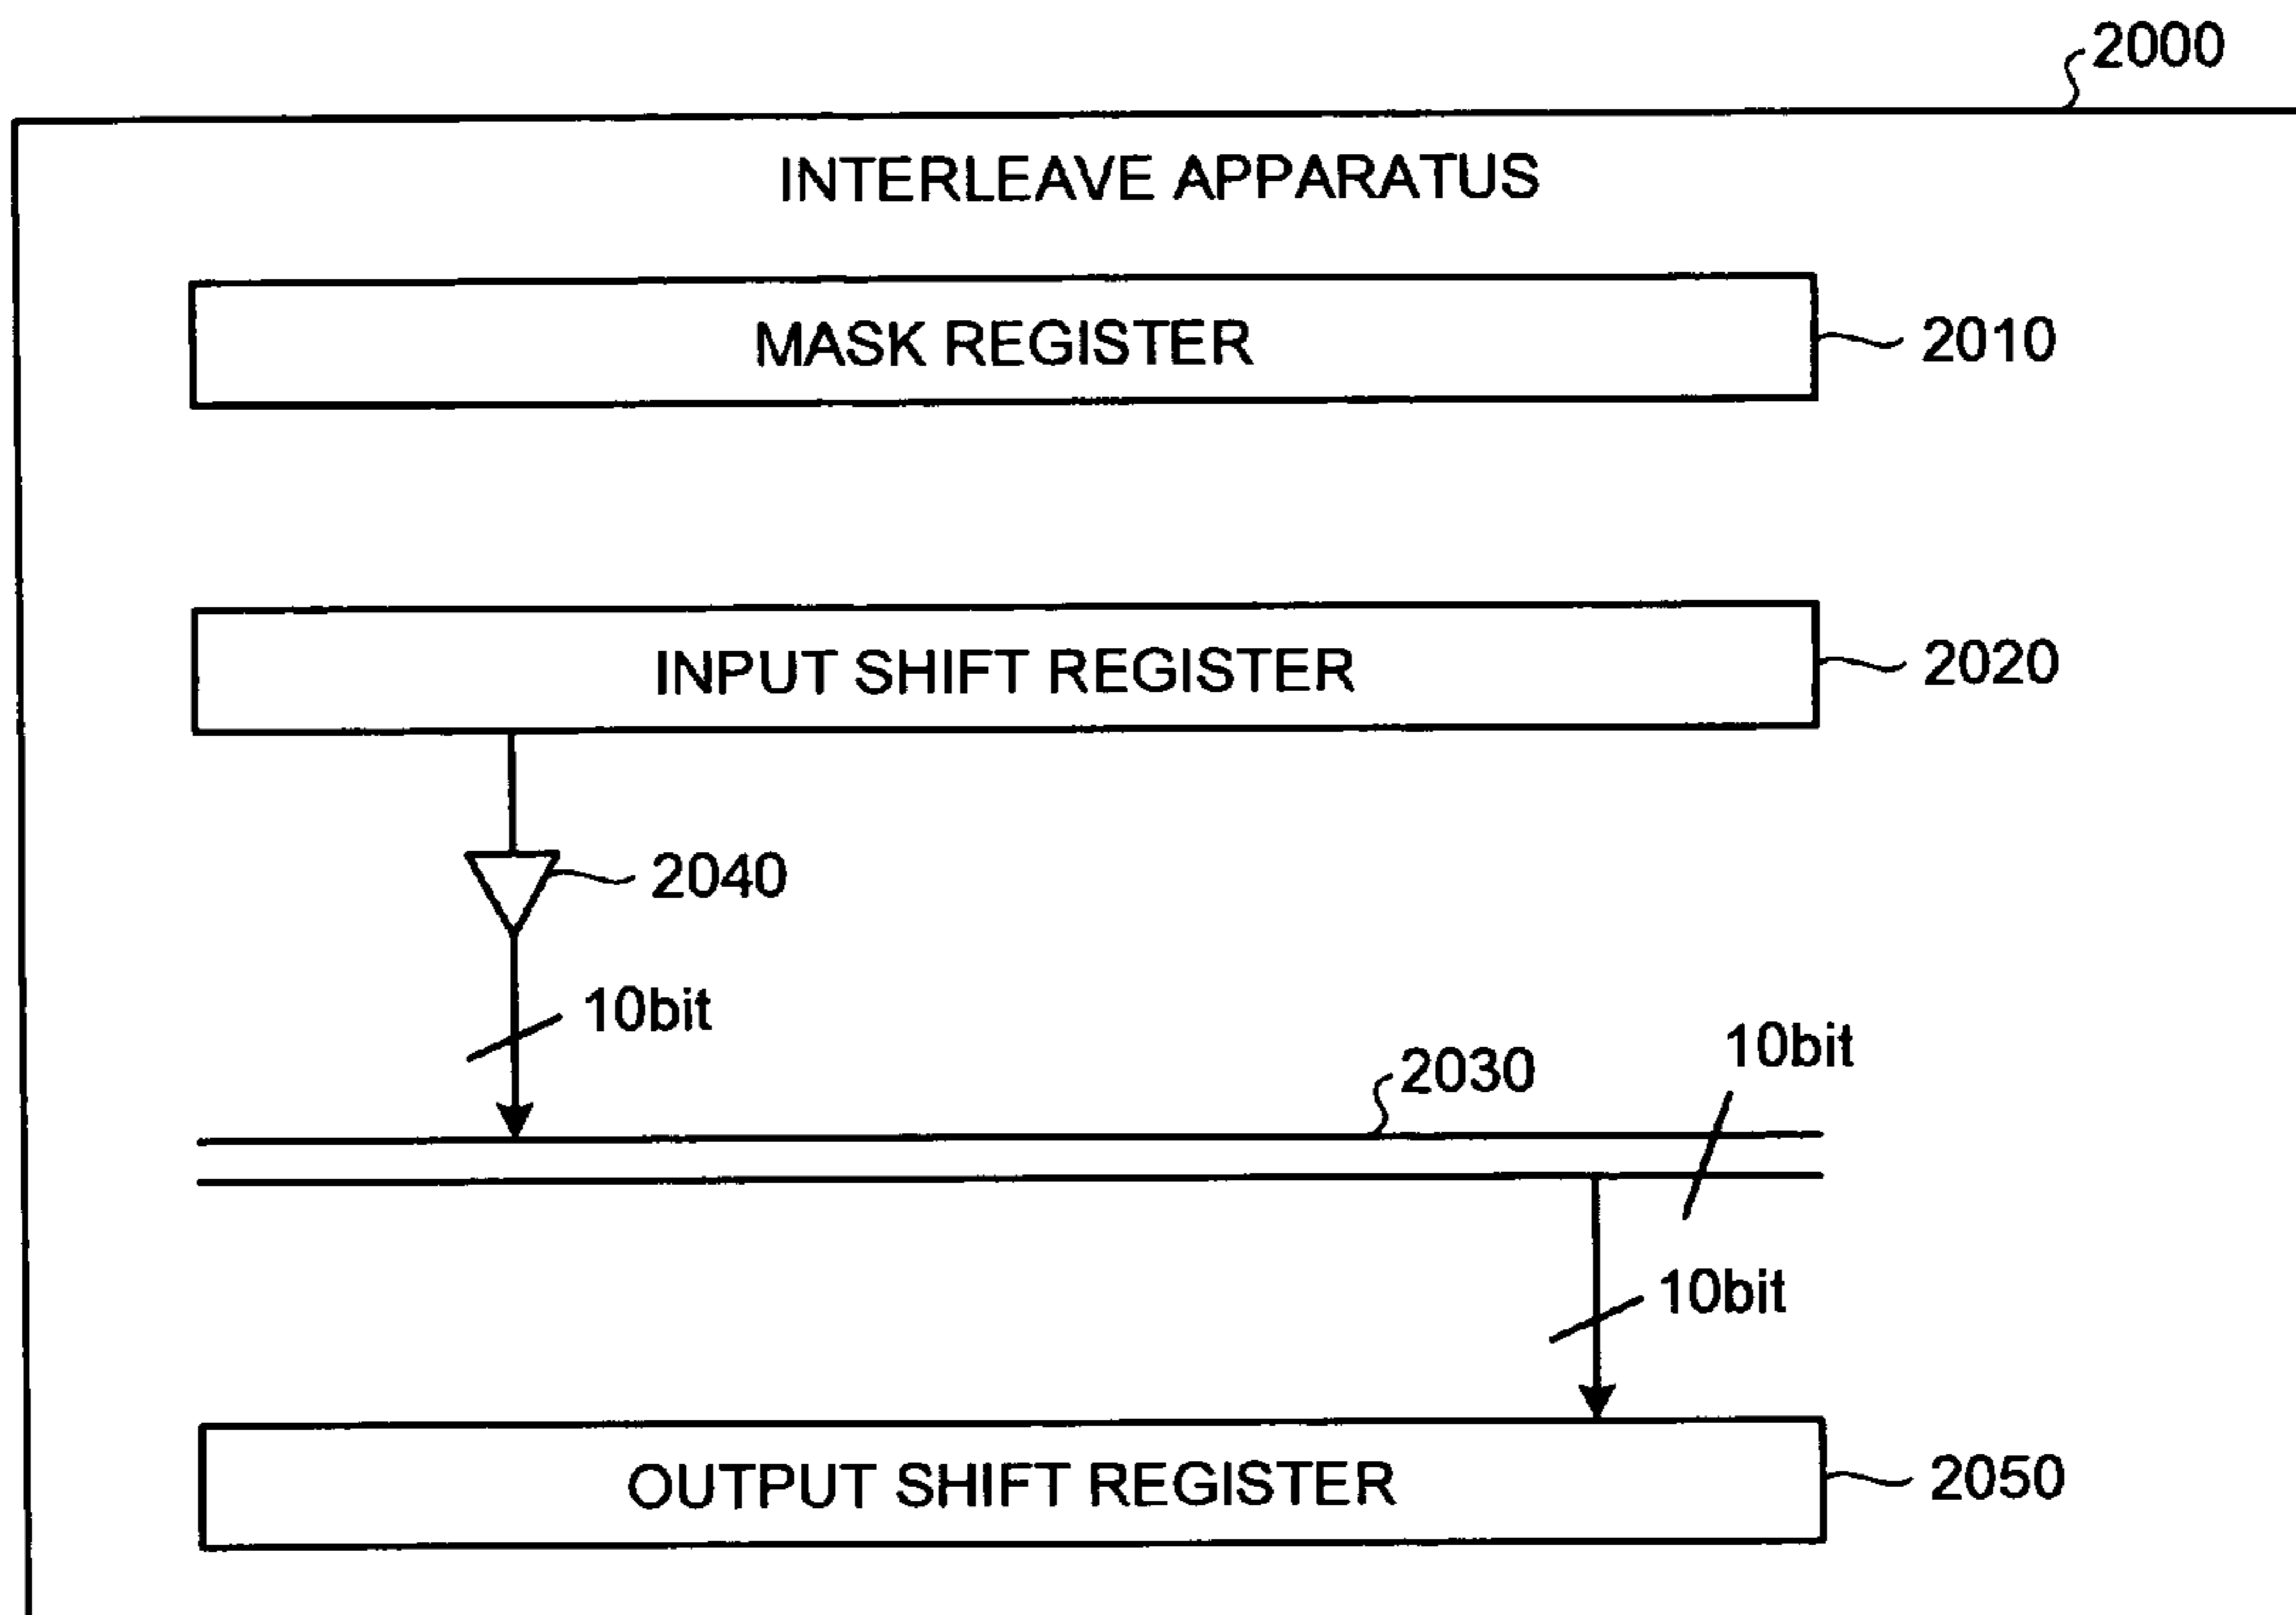 2000
INTERLEAVE APPARATUS
MASK REGISTER
2010
INPUT SHIFT REGISTER
2020
2040
10bit
2030
10bit
10bit
OUTPUT SHIFT REGISTER
2050